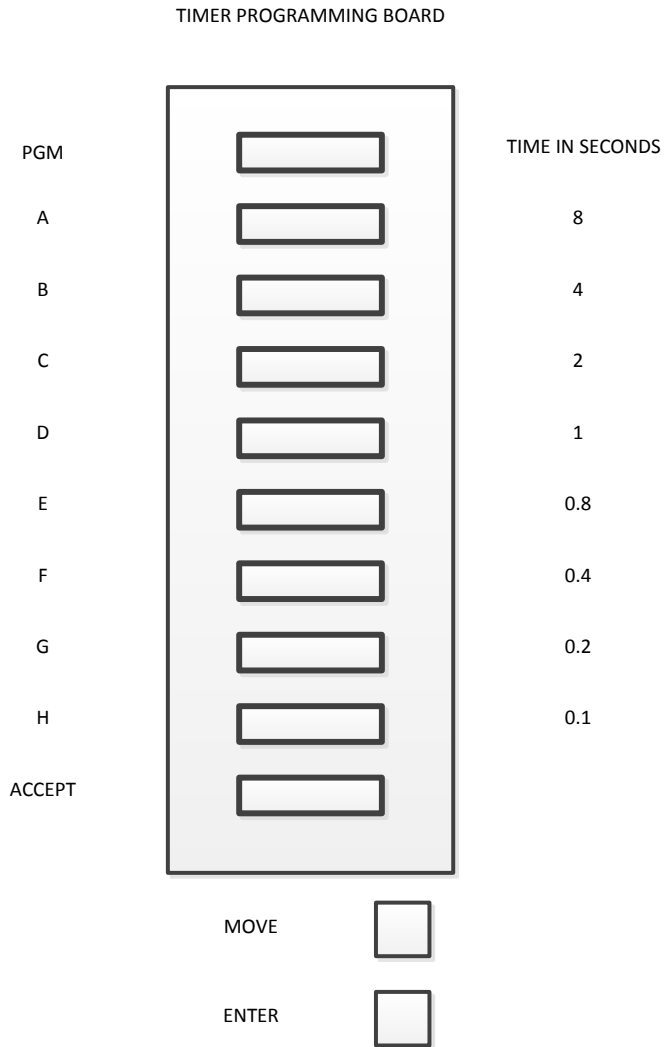 TIMER PROGRAMMING BOARD
PGM
TIME IN SECONDS
A 8
B 4
C 2
D 1
E 0.8
F 0.4
G 0.2
H 0.1
ACCEPT
MOVE
ENTER